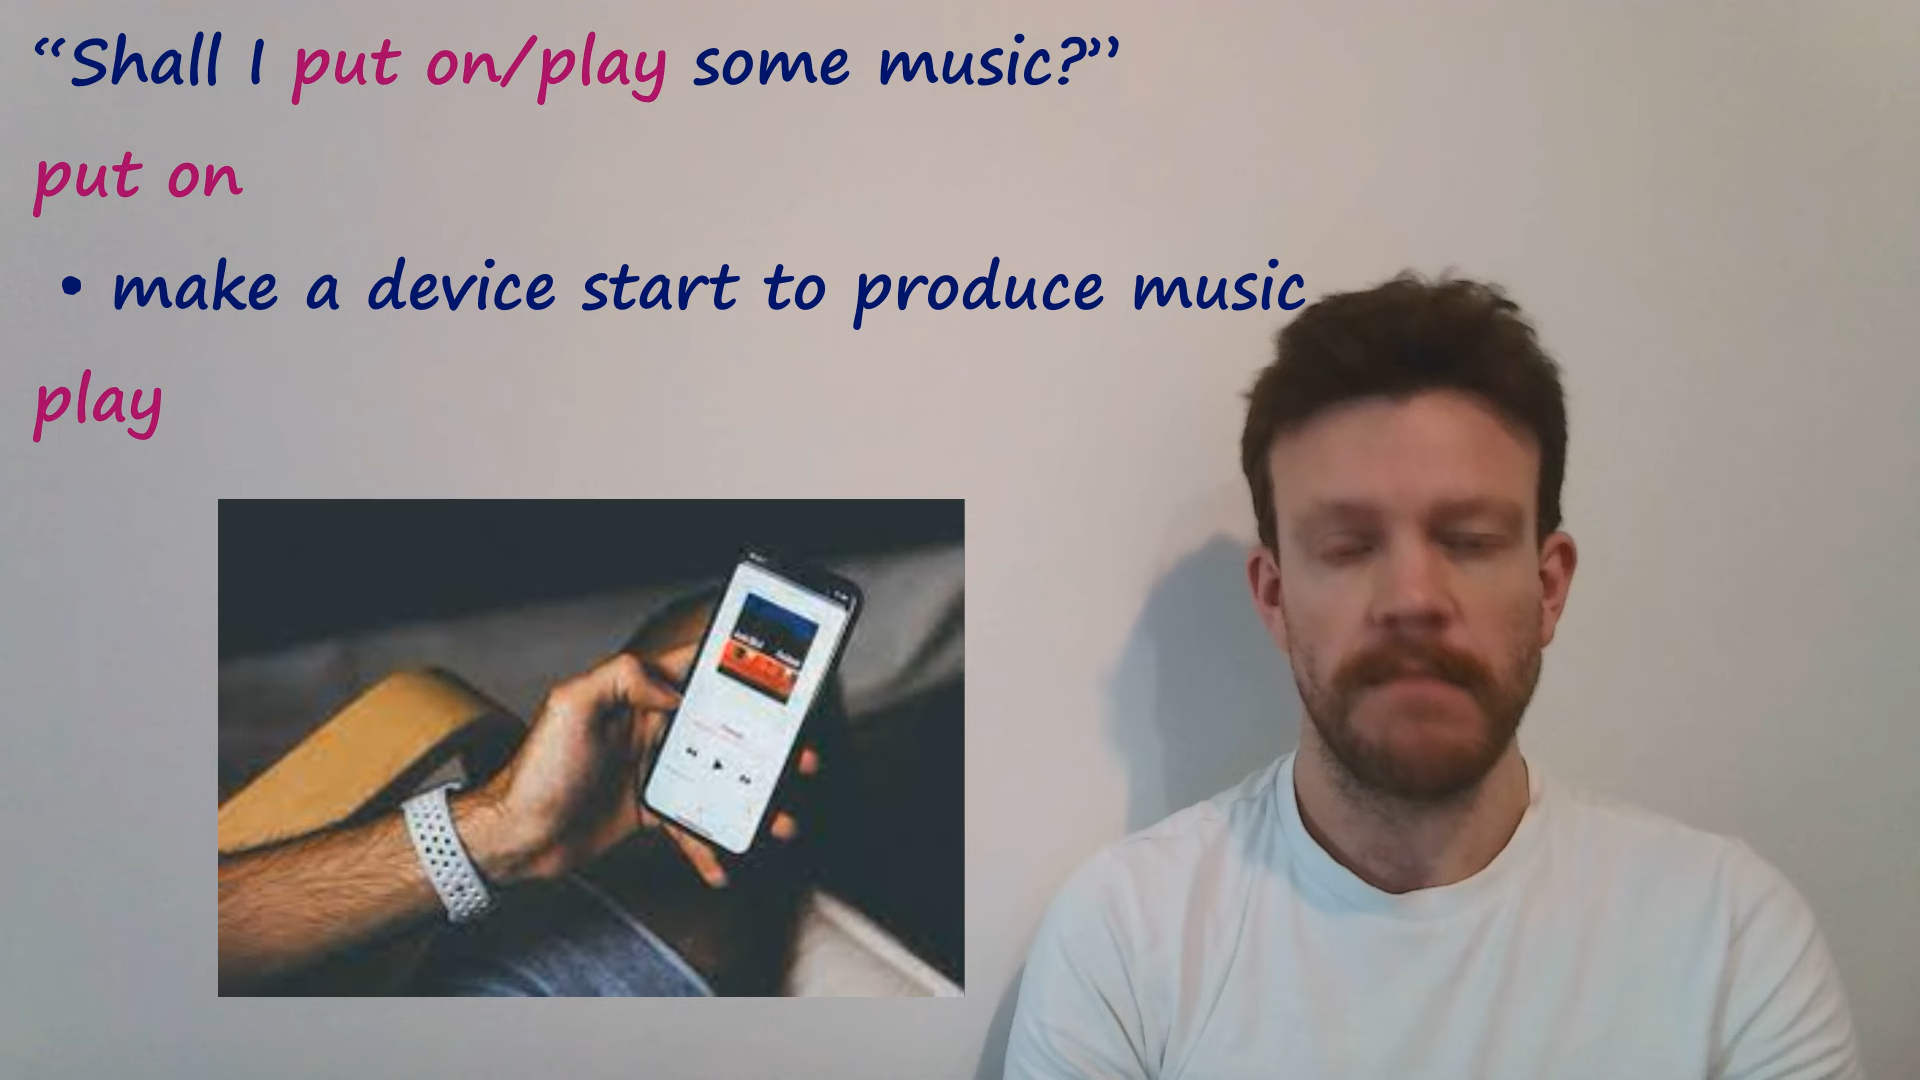 “Shall I put on/play some music?”
put on
• make a device start to produce music
play